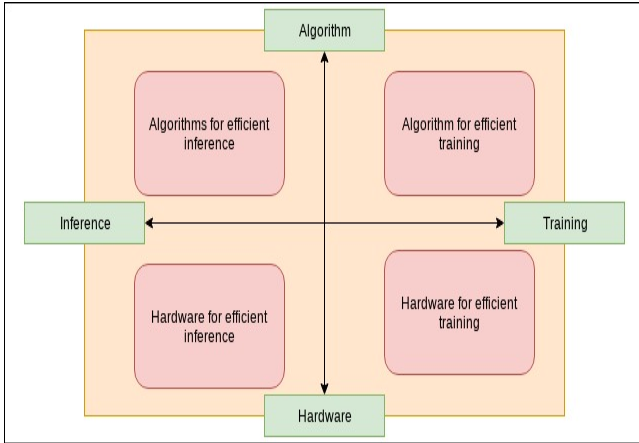 Algorithm
Algorithms for efficient
inference
Algorithm for efficient
training
Inference
Training
Hardware for efficient
inference
Hardware for efficient
training
Hardware